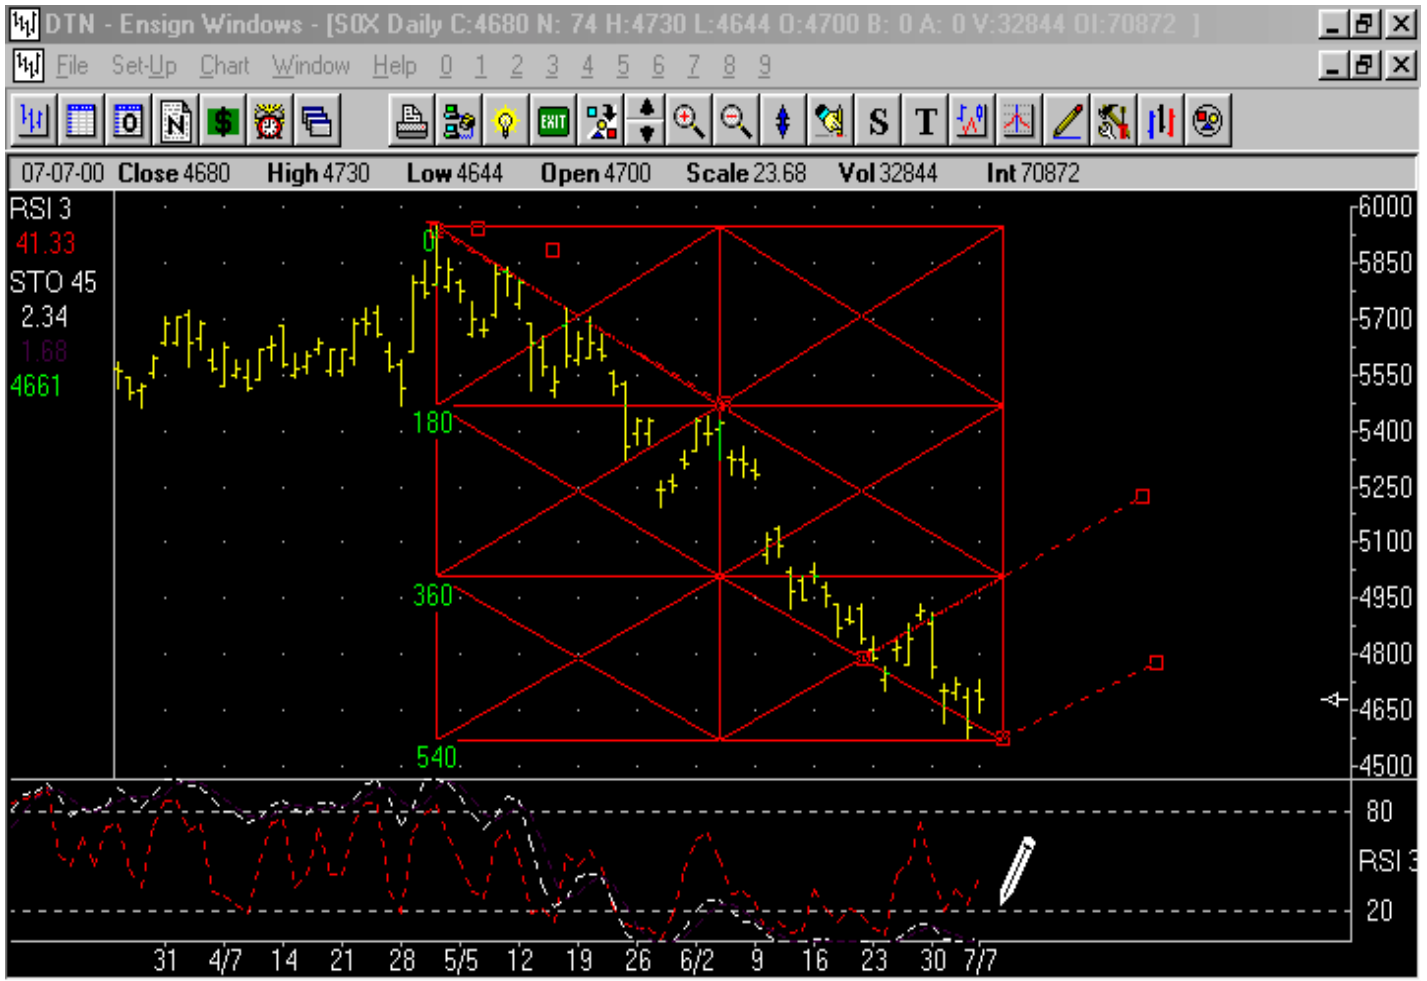 DTN - Ensign Windows - [S0X Daily C:4680 N: 74 H:4730 L:4644 O:4700 B: 0 A: 0 V:32844 OI:70872 ]
File Set-Up Chart Window Help 0 1 2 3 4 5 6 7 8 9
O N $ EXIT S T
07-07-00 Close 4680 High 4730 Low 4644 Open 4700 Scale 23.68 Vol 32844 Int 70872
RSI 3
41.33
STO 45
2.34
1.68
4661
0
180
360
540
6000
5850
5700
5550
5400
5250
5100
4950
4800
4650
4500
80
RSI 3
20
31 4/7 14 21 28 5/5 12 19 26 6/2 9 16 23 30 7/7